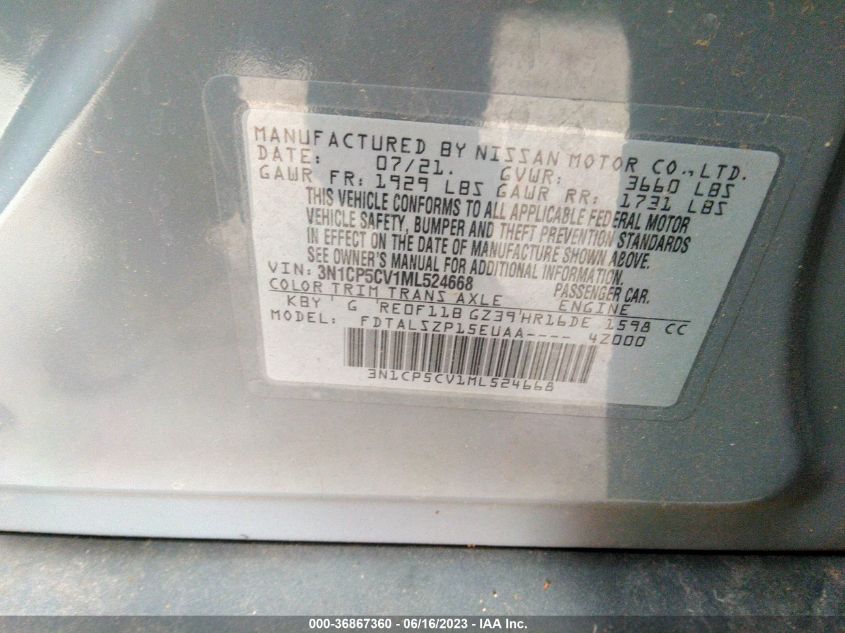 MANUFACTURED BY NISSAN MOTOR CO.,LTD.
DATE: 07/21. GVWR: 3660 LBS
GAWR FR: 1929 LBS GAWR RR: 1731 LBS
THIS VEHICLE CONFORMS TO ALL APPLICABLE FEDERAL MOTOR
VEHICLE SAFETY, BUMPER AND THEFT PREVENTION STANDARDS
IN EFFECT ON THE DATE OF MANUFACTURE SHOWN ABOVE.
SEE OWNER'S MANUAL FOR ADDITIONAL INFORMATION.
VIN: 3N1CP5CV1ML524668 PASSENGER CAR.
COLOR TRIM TRANS AXLE ENGINE
KBY G RE0F11B GZ39 HR16DE 1598 CC
MODEL: FDTALSZP15EUAA---- 4Z000
3N1CP5CV1ML524668
000-36867360 - 06/16/2023 - IAA Inc.